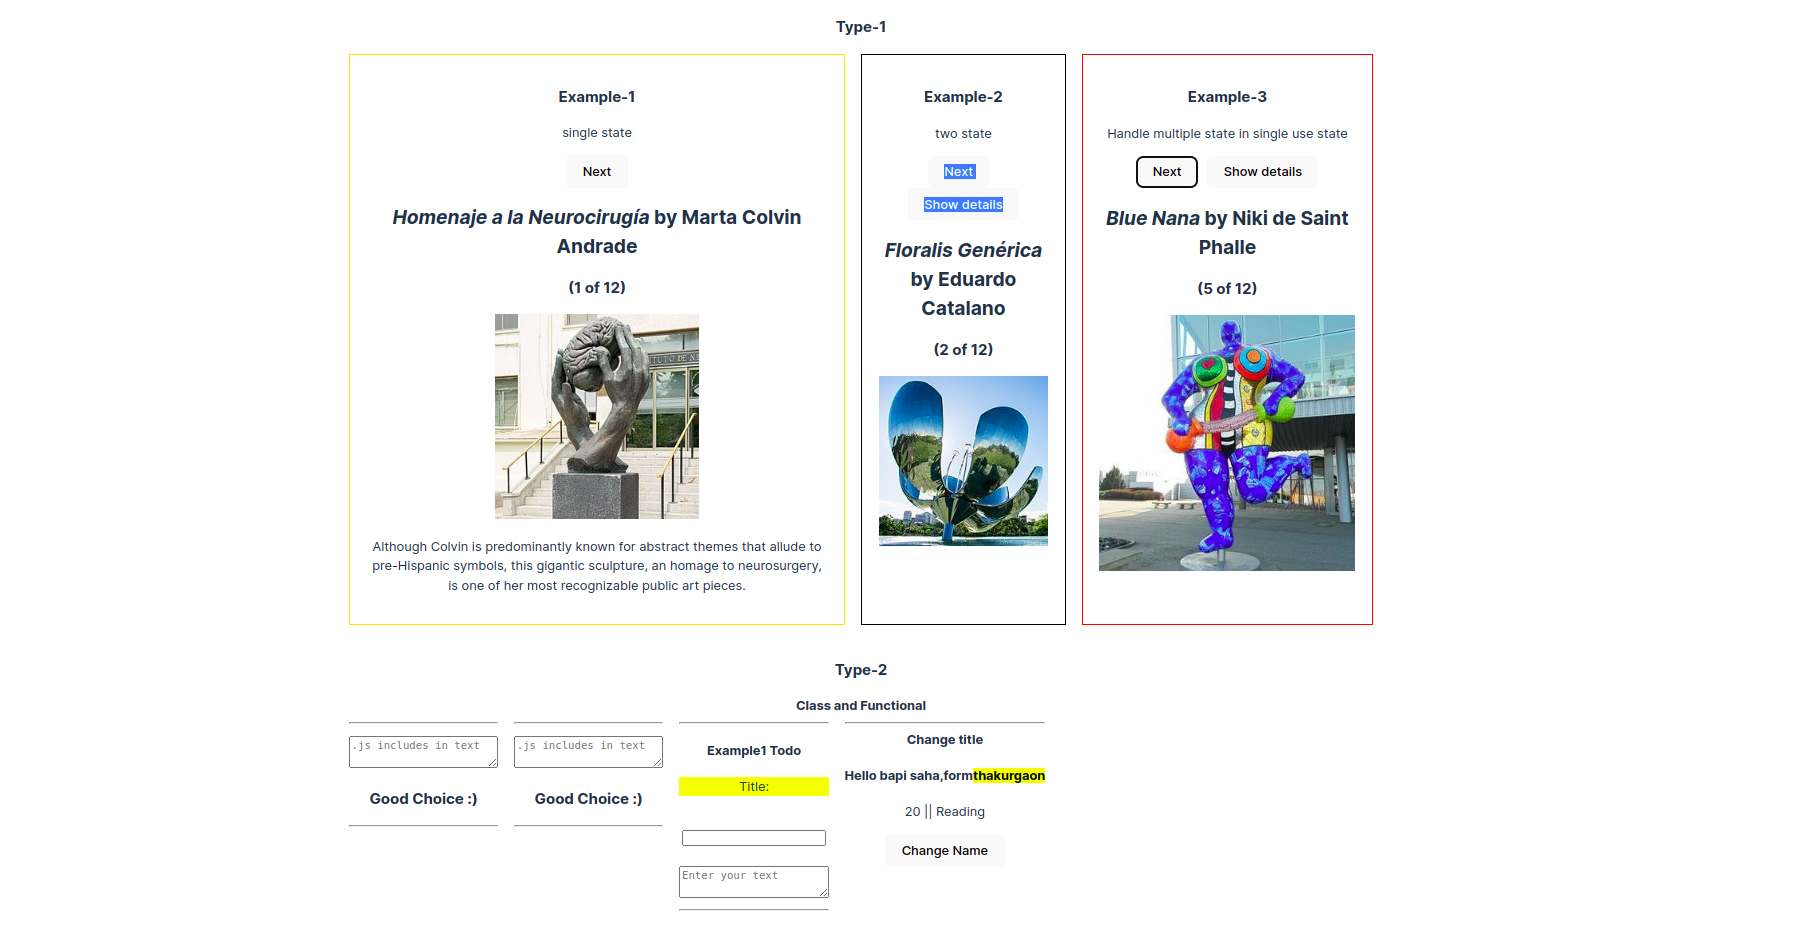 Type-1
Example-1
single state
Next
Homenaje a la Neurocirugía by Marta Colvin
Andrade
(1 of 12)
TUTO DE NE
Although Colvin is predominantly known for abstract themes that allude to
pre-Hispanic symbols, this gigantic sculpture, an homage to neurosurgery,
is one of her most recognizable public art pieces.
Example-2
two state
Next
Show details
Floralis Genérica
by Eduardo
Catalano
(2 of 12)
Example-3
Handle multiple state in single use state
Next Show details
Blue Nana by Niki de Saint
Phalle
(5 of 12)
Type-2
Class and Functional
.js includes in text
Good Choice :)
.js includes in text
Good Choice :)
Example1 Todo
Title:
Enter your text
Change title
Hello bapi saha,formthakurgaon
20 || Reading
Change Name